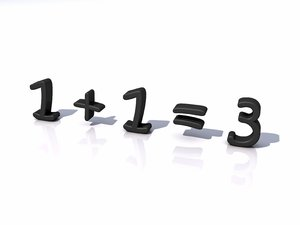 1 + 1 = 3